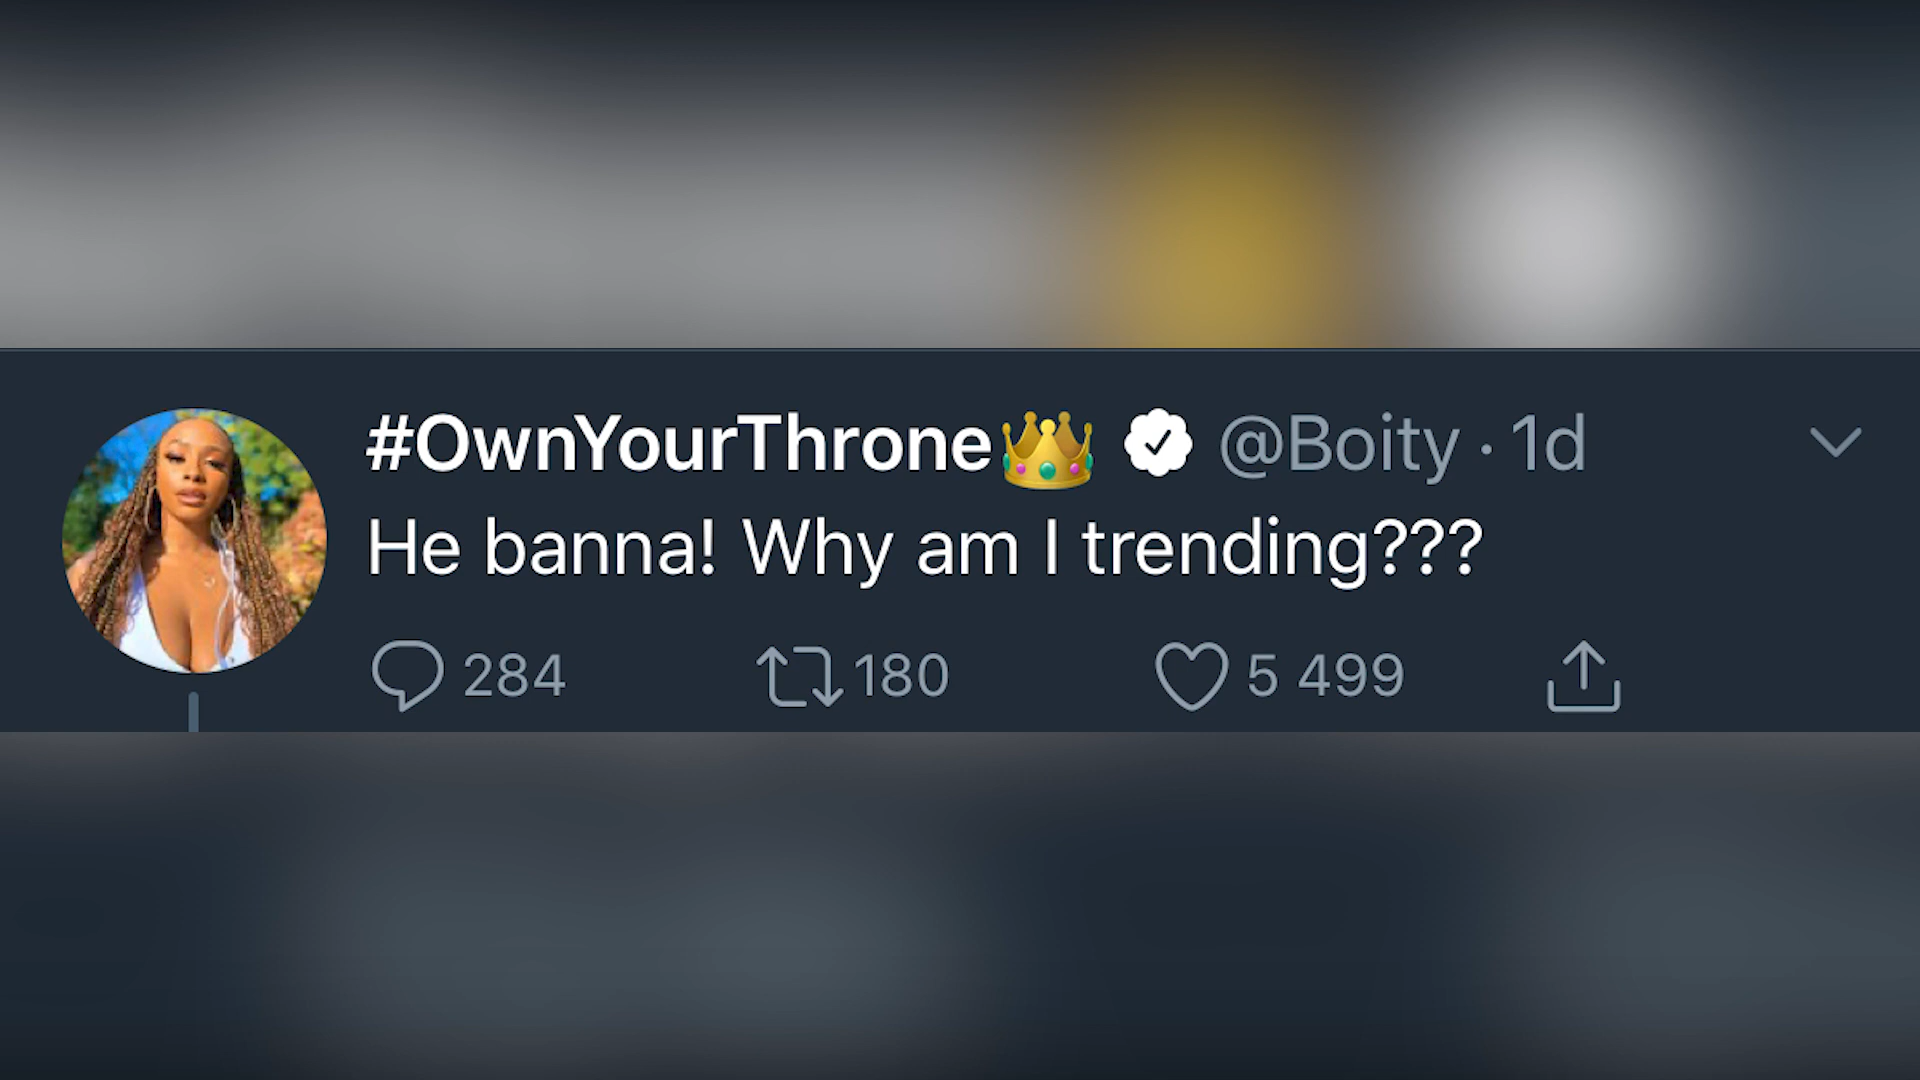 #OwnYourThrone👑 @Boity · 1d
He banna! Why am I trending???
284 180 5 499